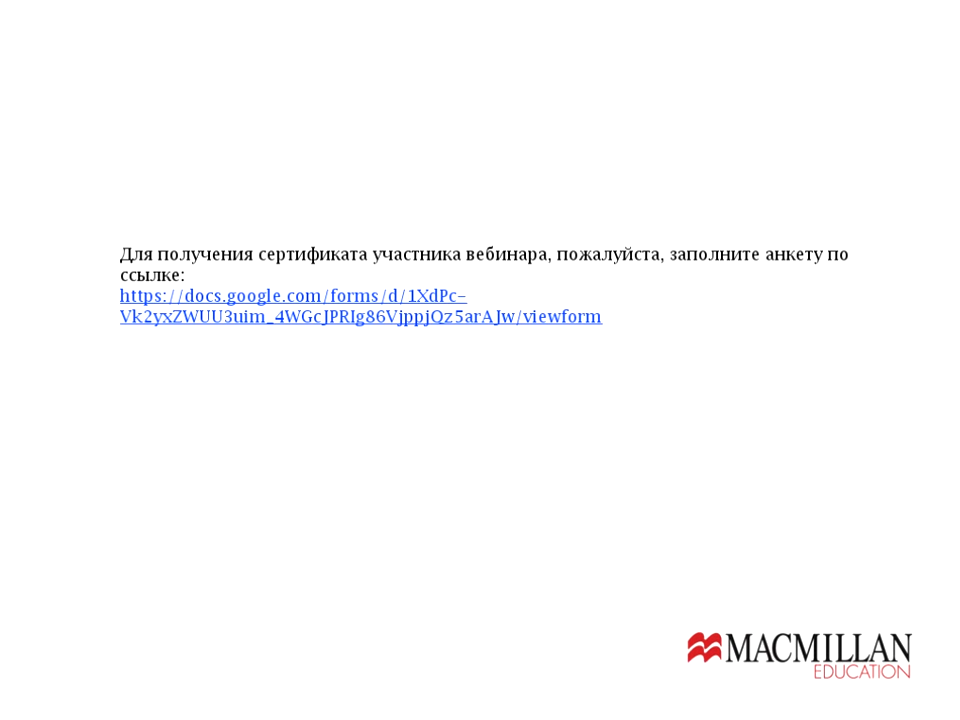 Для получения сертификата участника вебинара, пожалуйста, заполните анкету по
ссылке:
https://docs.google.com/forms/d/1XdPc-
Vk2yxZWUU3uim_4WGcJPRIg86VjppjQz5arAJw/viewform
MACMILLAN
EDUCATION